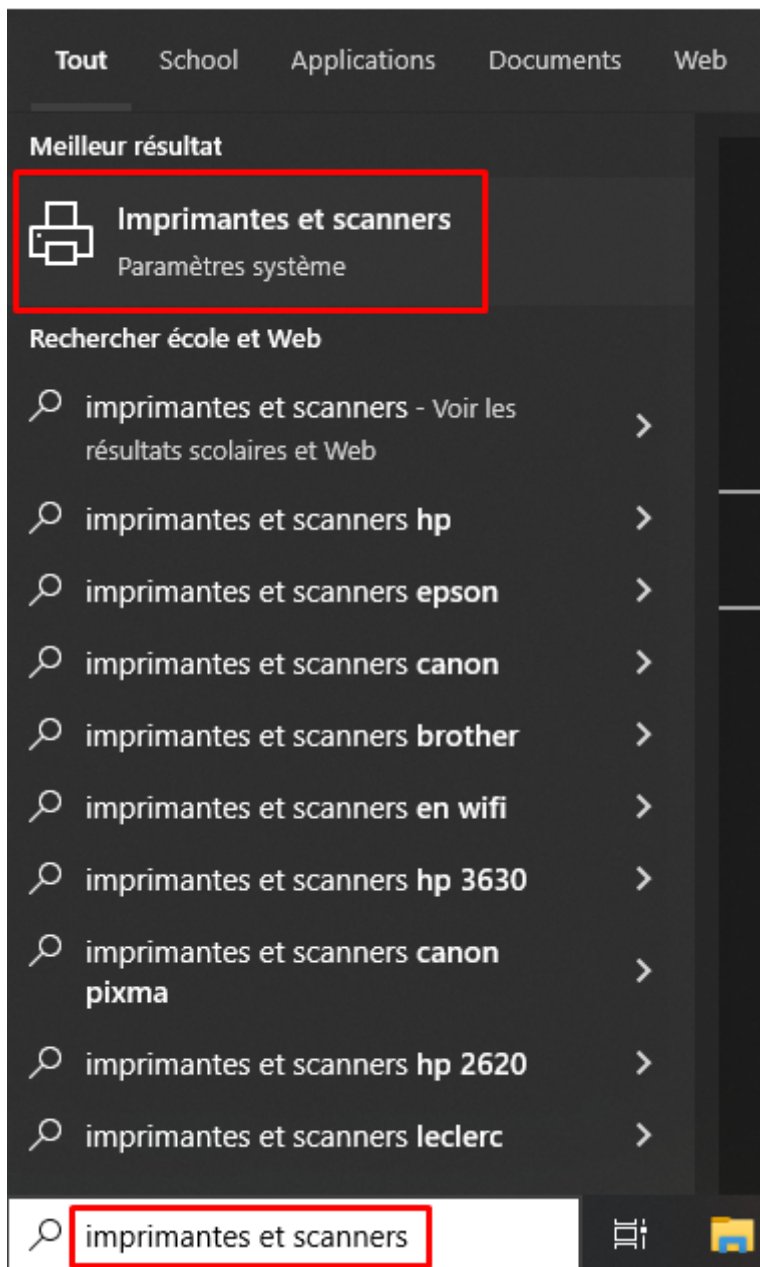 Tout School Applications Documents Web
Meilleur résultat
Imprimantes et scanners
Paramètres système
Rechercher école et Web
imprimantes et scanners - Voir les
résultats scolaires et Web
imprimantes et scanners hp
imprimantes et scanners epson
imprimantes et scanners canon
imprimantes et scanners brother
imprimantes et scanners en wifi
imprimantes et scanners hp 3630
imprimantes et scanners canon
pixma
imprimantes et scanners hp 2620
imprimantes et scanners leclerc
imprimantes et scanners